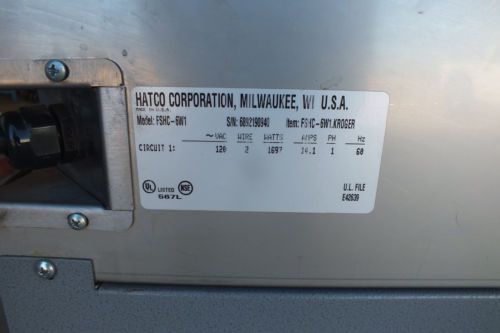 HATCO CORPORATION, MILWAUKEE, WI U.S.A.
MADE IN U.S.A.
Model: FSHC-6W1 S/N: 6892190940 Item: FSHC-6W1.KROGER
~VAC WIRE WATTS AMPS PH Hz
CIRCUIT 1: 120 2 1697 14.1 1 60
UL LISTED NSF
567L
U.L. FILE
E42639